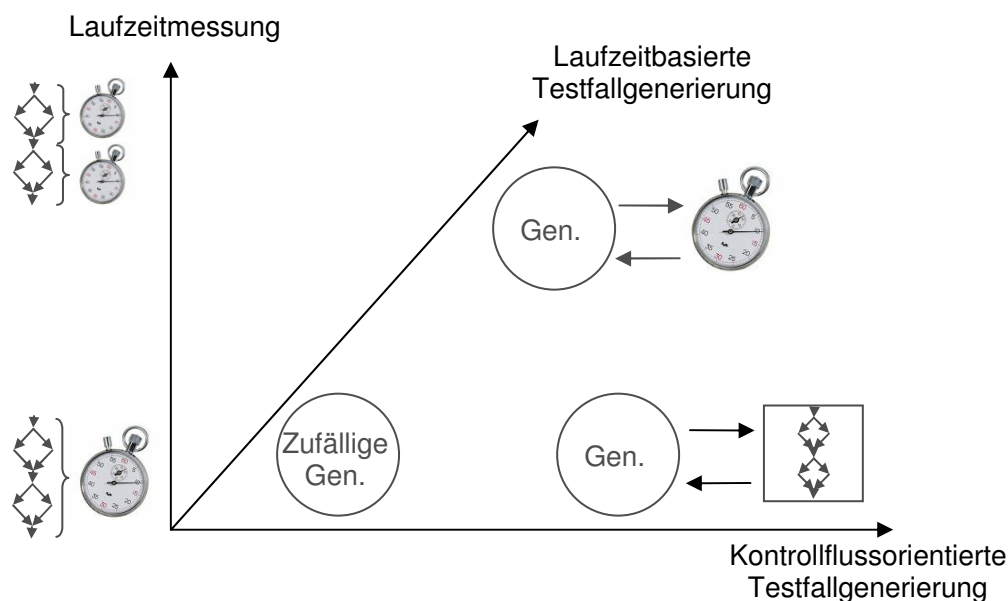 Laufzeitmessung
Laufzeitbasierte
Testfallgenerierung
Gen.
Zufällige
Gen.
Gen.
Kontrollflussorientierte
Testfallgenerierung